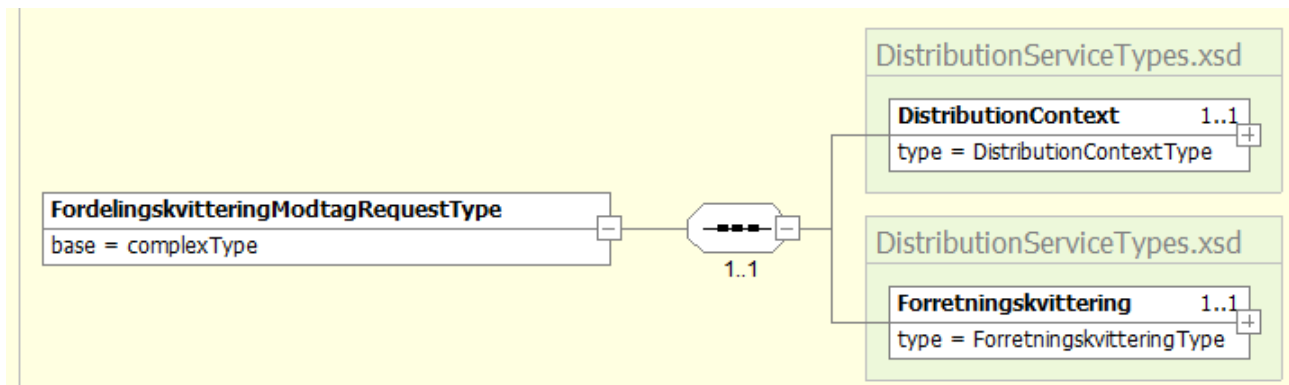 DistributionServiceTypes.xsd
DistributionContext 1..1
type = DistributionContextType
FordelingskvitteringModtagRequestType
base = complexType
1..1
DistributionServiceTypes.xsd
Forretningskvittering 1..1
type = ForretningskvitteringType